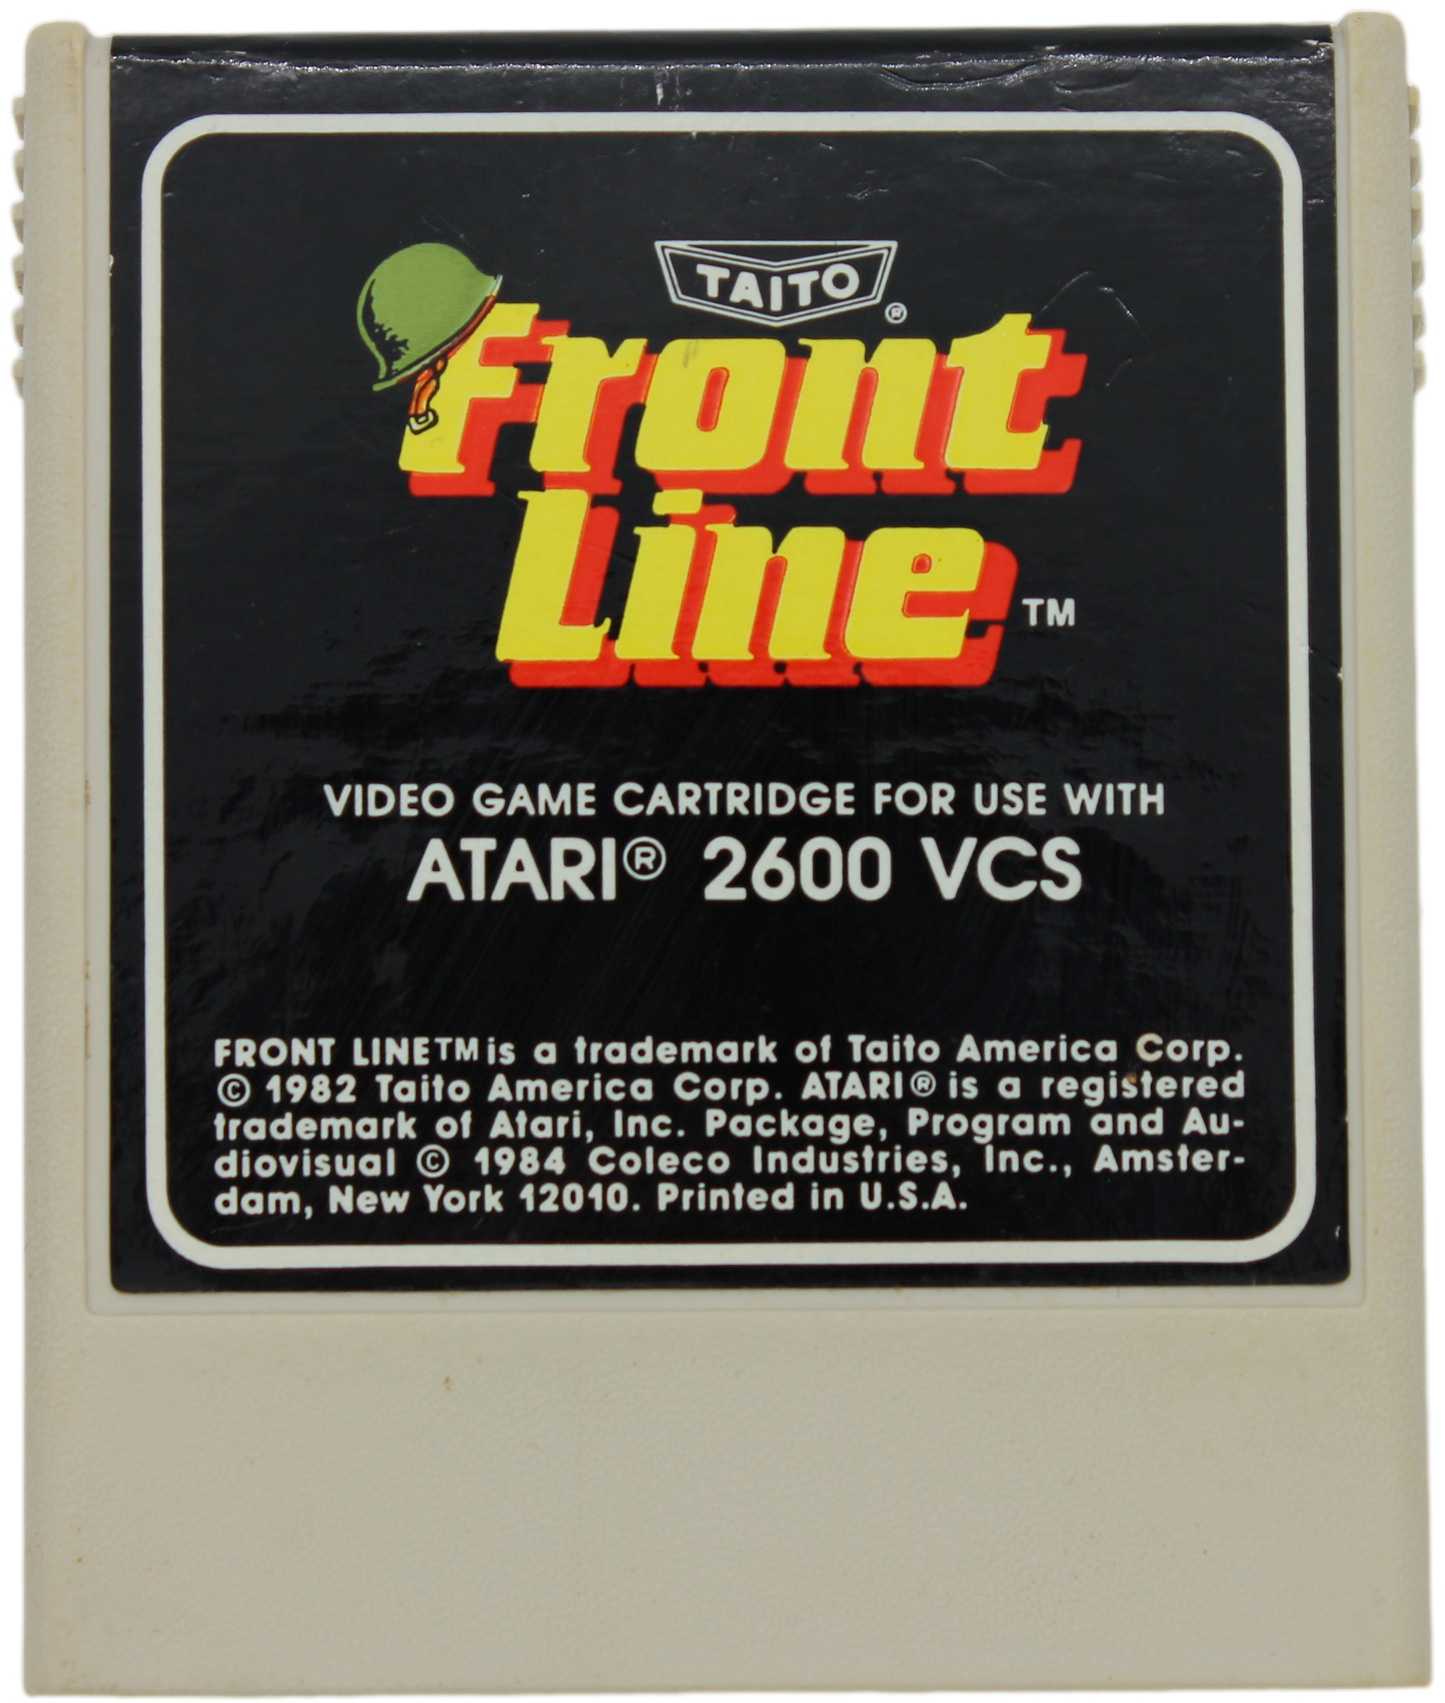 TAITO®
Front
Line™
VIDEO GAME CARTRIDGE FOR USE WITH
ATARI® 2600 VCS
FRONT LINE™ is a trademark of Taito America Corp.
© 1982 Taito America Corp. ATARI® is a registered
trademark of Atari, Inc. Package, Program and Au-
diovisual © 1984 Coleco Industries, Inc., Amster-
dam, New York 12010. Printed in U.S.A.